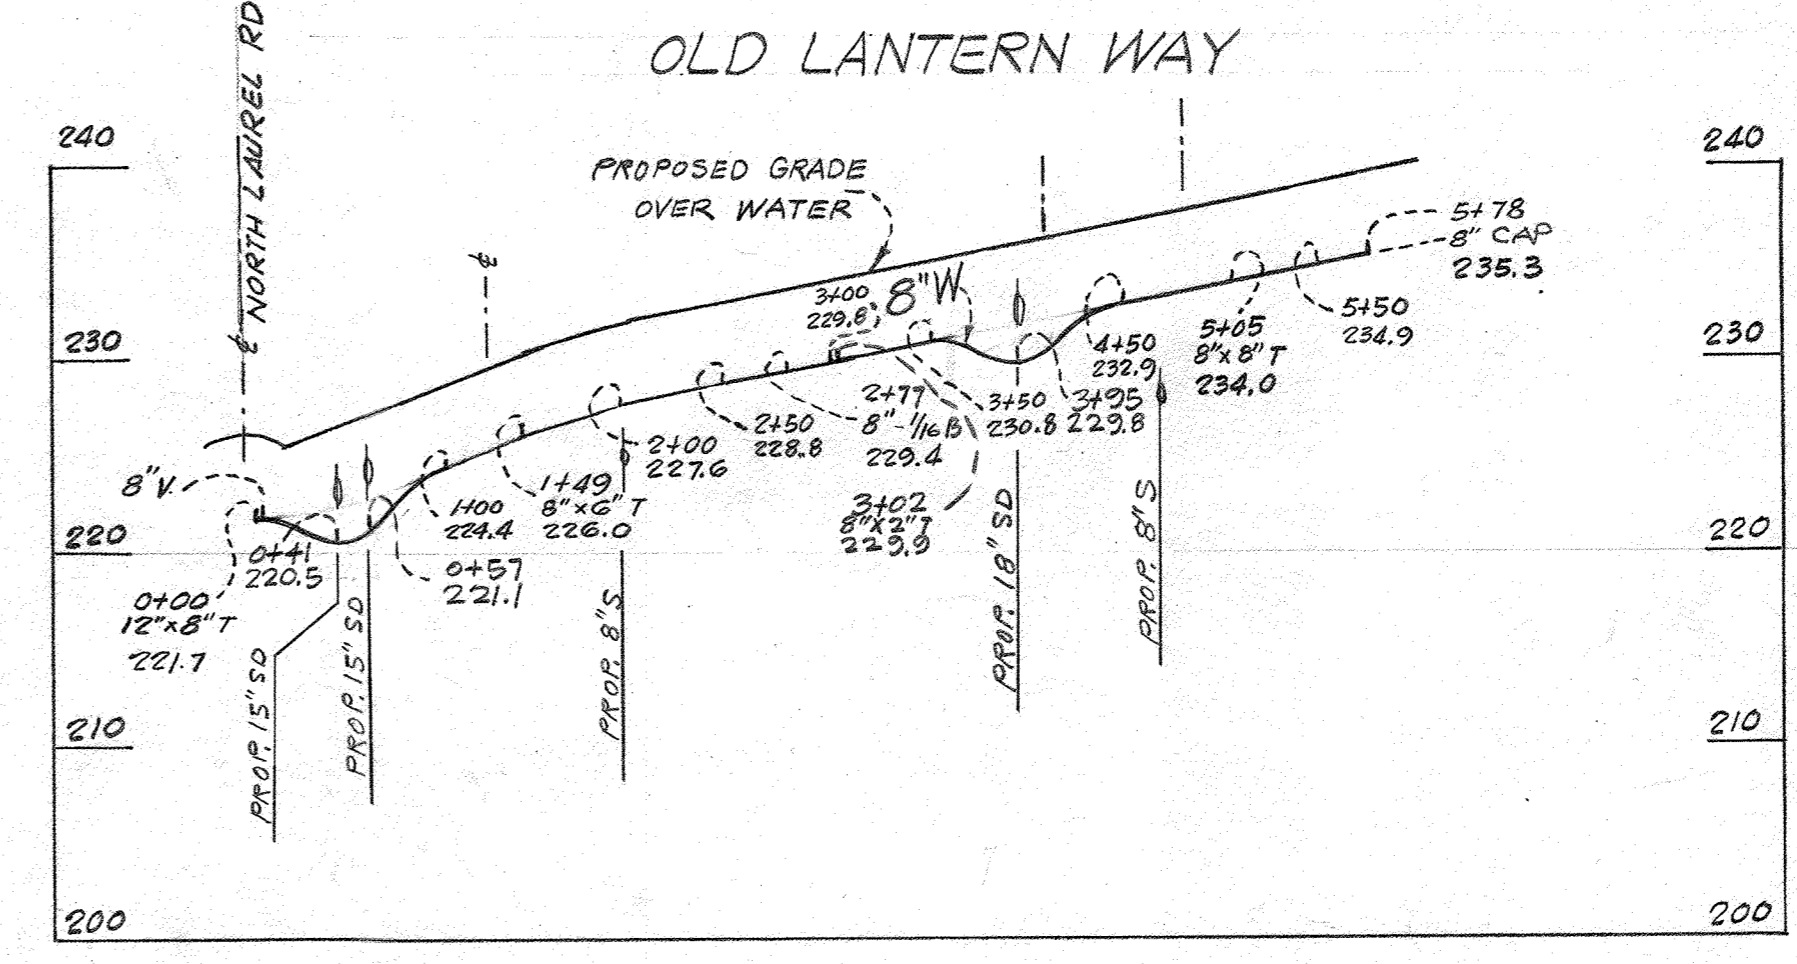 OLD LANTERN WAY
℄ NORTH LAUREL RD
240
240
PROPOSED GRADE
OVER WATER
5+78
8" CAP
235.3
℄
3+00
229.8
8"W
5+50
234.9
230
230
4+50
232.9
5+05
8"x8" T
234.0
2+77
8"-1/16 B
229.4
3+50
230.8
3+95
229.8
2+50
228.8
2+00
227.6
8"V.
1+49
8"x6" T
226.0
1+00
224.4
3+02
8"x2" T
229.9
220
220
0+41
220.5
0+57
221.1
0+00
12"x8" T
221.7
PROP. 15" SD
PROP. 15" SD
PROP. 8" S
PROP. 18" SD
PROP. 8" S
210
210
200
200